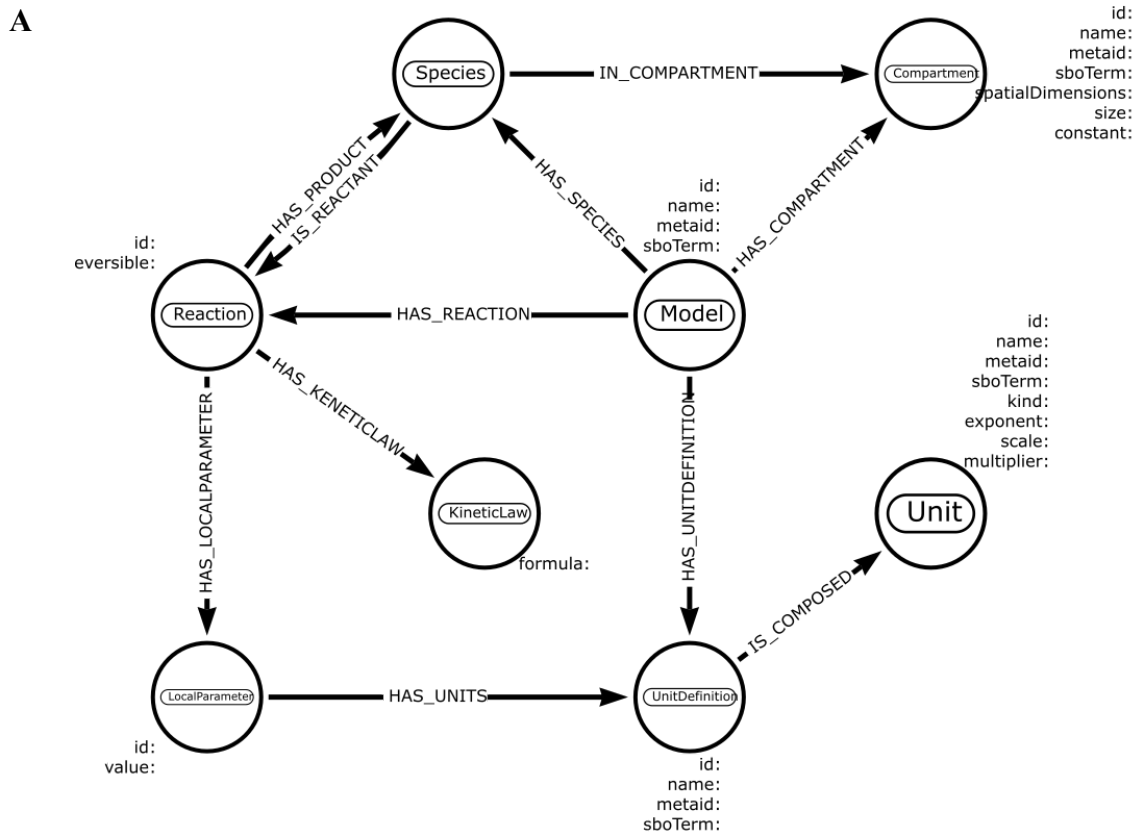 A
id:
name:
metaid:
sboTerm:
spatialDimensions:
size:
constant:
Species
IN_COMPARTMENT
Compartment
HAS_PRODUCT
IS_REACTANT
HAS_SPECIES
HAS_COMPARTMENT
id:
name:
metaid:
sboTerm:
id:
eversible:
Reaction
HAS_REACTION
Model
id:
name:
metaid:
sboTerm:
kind:
exponent:
scale:
multiplier:
HAS_KENETICLAW
HAS_LOCALPARAMETER
HAS_UNITDEFINITION
KineticLaw
formula:
Unit
IS_COMPOSED
LocalParameter
HAS_UNITS
UnitDefinition
id:
value:
id:
name:
metaid:
sboTerm: